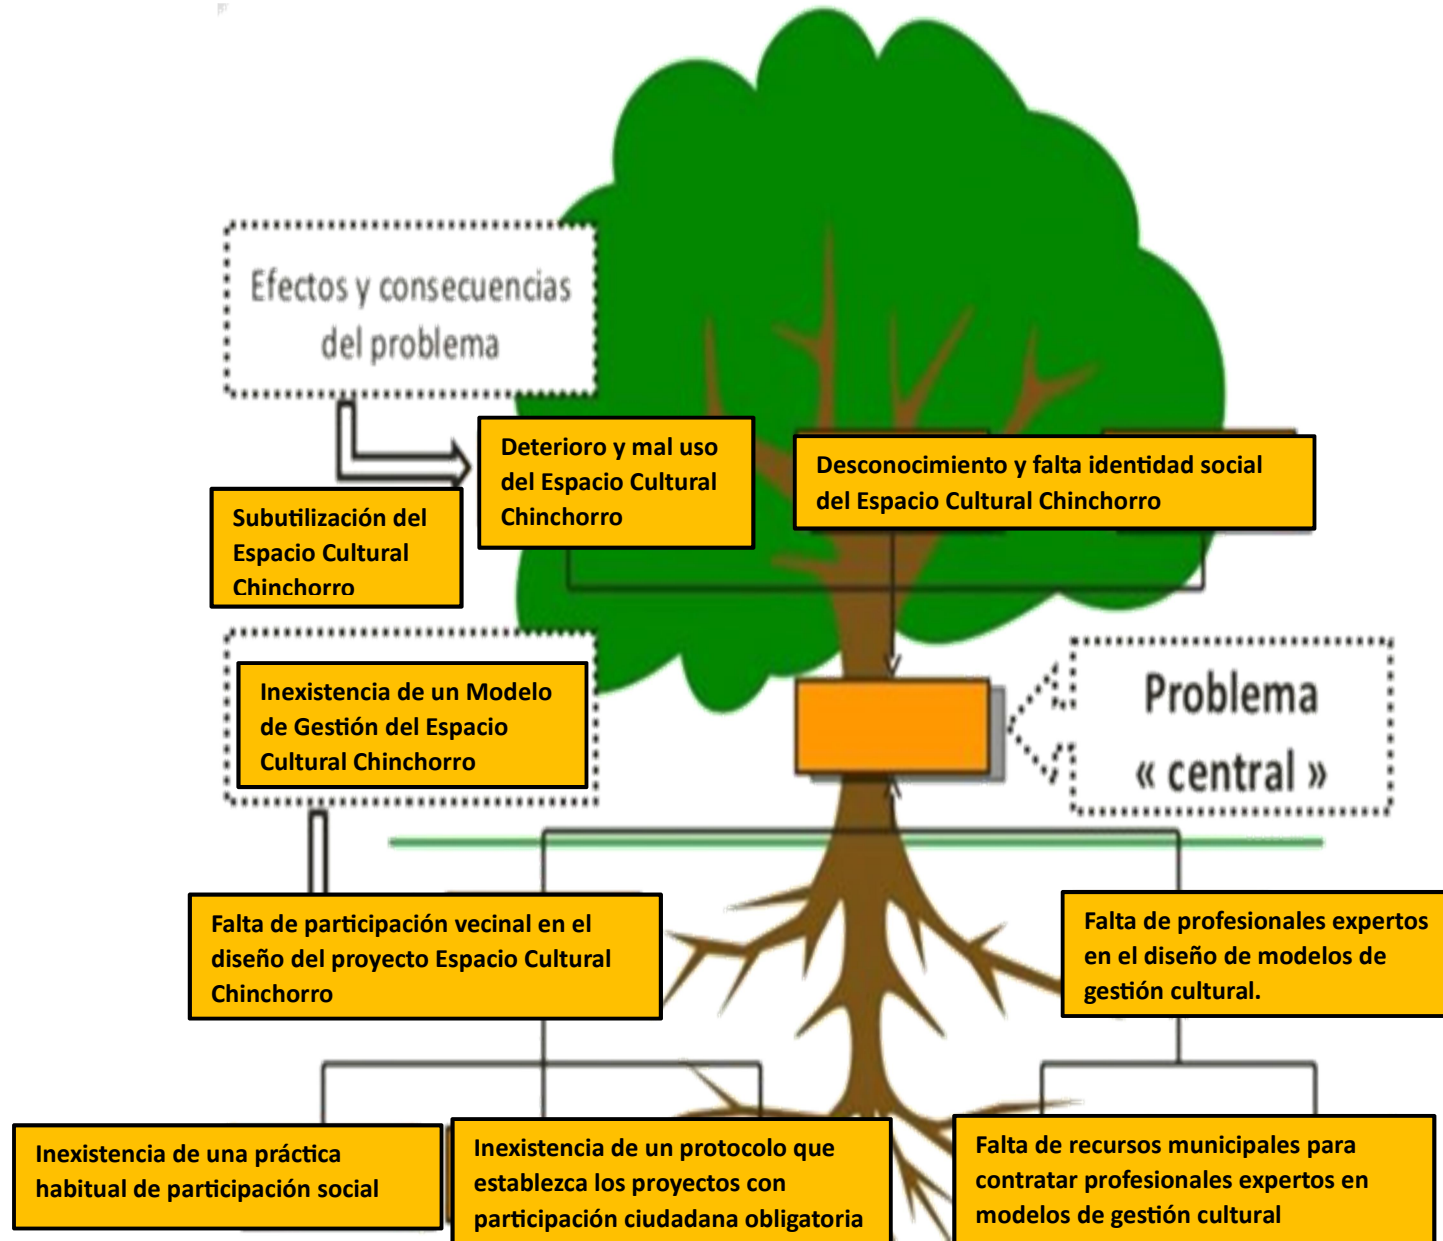 Efectos y consecuencias
del problema
Deterioro y mal uso
del Espacio Cultural
Chinchorro
Desconocimiento y falta identidad social
del Espacio Cultural Chinchorro
Subutilización del
Espacio Cultural
Chinchorro
Inexistencia de un Modelo
de Gestión del Espacio
Cultural Chinchorro
Problema
« central »
Falta de participación vecinal en el
diseño del proyecto Espacio Cultural
Chinchorro
Falta de profesionales expertos
en el diseño de modelos de
gestión cultural.
Inexistencia de una práctica
habitual de participación social
Inexistencia de un protocolo que
establezca los proyectos con
participación ciudadana obligatoria
Falta de recursos municipales para
contratar profesionales expertos en
modelos de gestión cultural